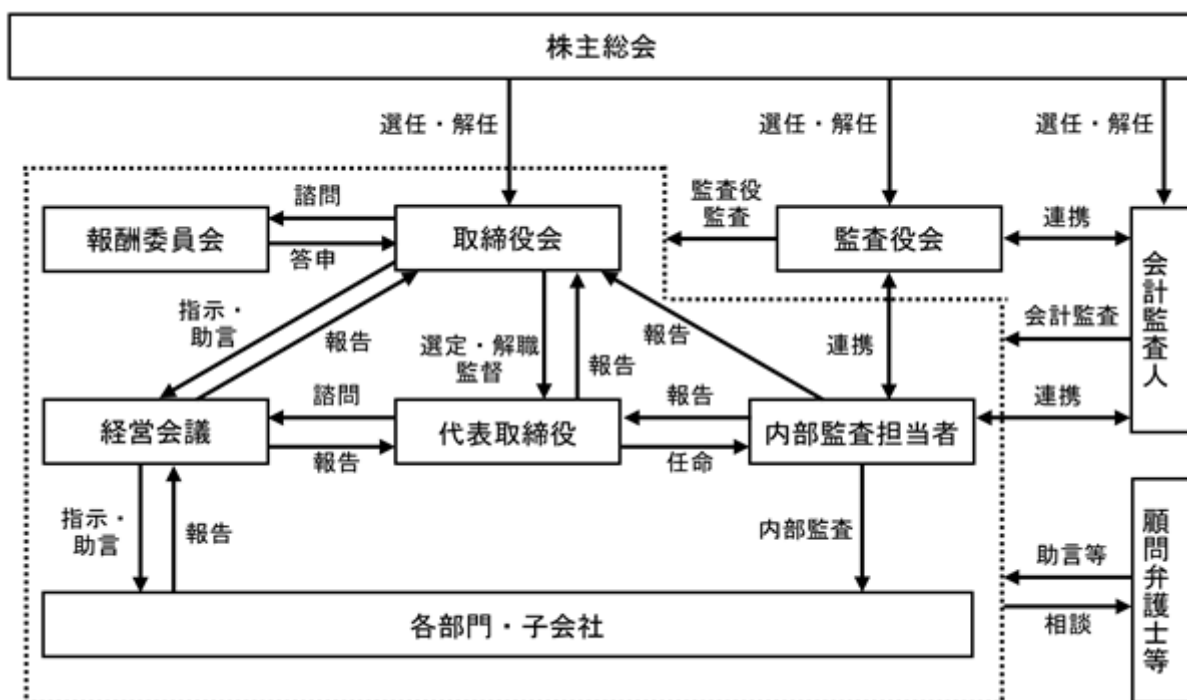 株主総会
選任・解任
選任・解任
選任・解任
諮問
監査役
監査
報酬委員会
取締役会
監査役会
連携
答申
会計監査人
指示・
助言
報告
選定・解職
監督
報告
報告
連携
会計監査
諮問
報告
連携
経営会議
代表取締役
内部監査担当者
報告
任命
指示・
助言
報告
内部監査
顧問弁護士等
助言等
相談
各部門・子会社